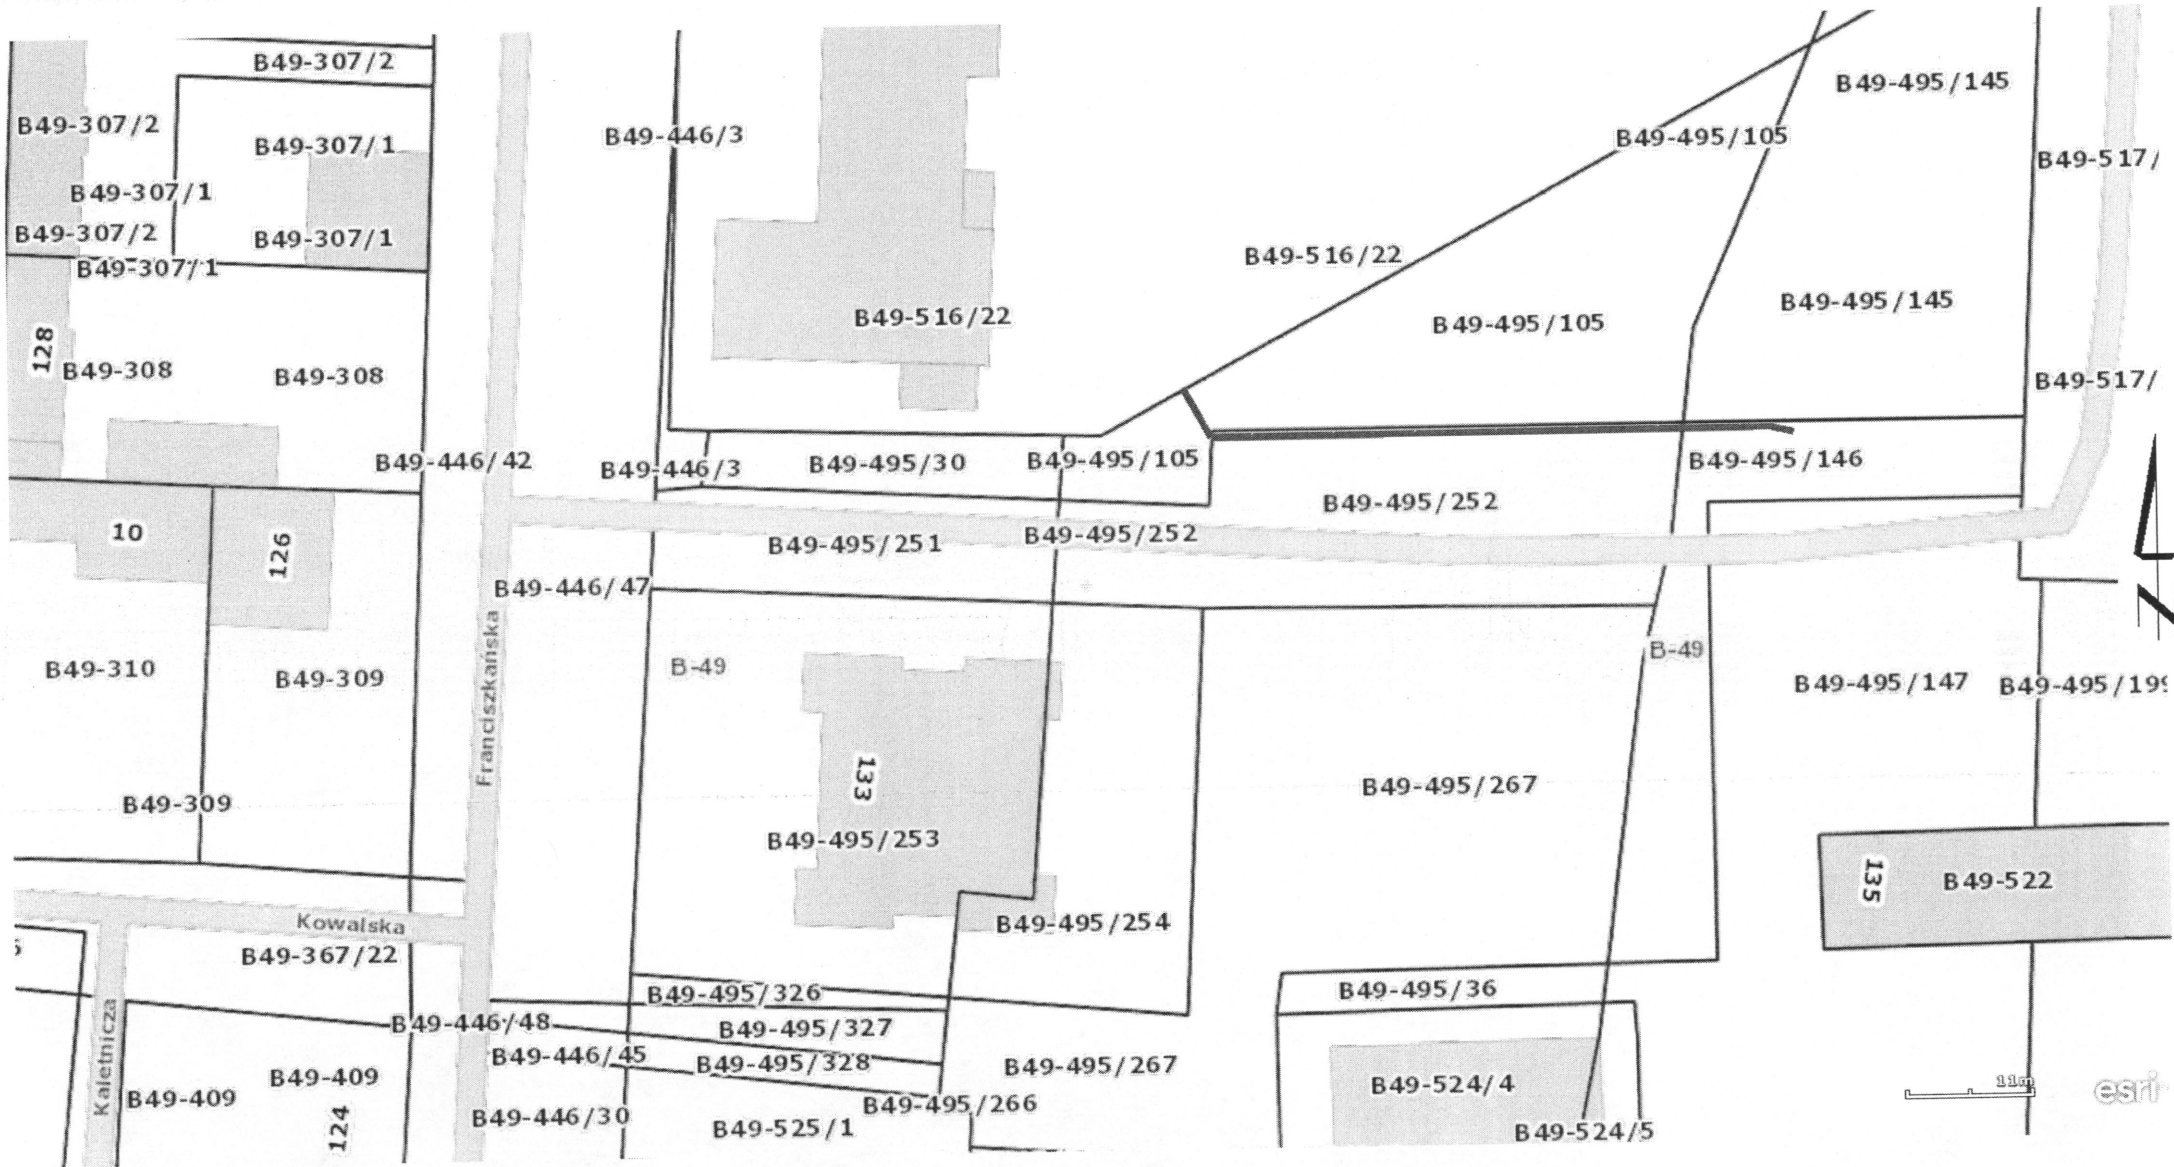 B49-307/2
B49-495/145
B49-307/2
B49-446/3
B49-495/105
B49-307/1
B49-517/
B49-307/1
B49-307/2
B49-307/1
B49-516/22
B49-307/1
B49-495/145
B49-516/22
B49-495/105
128
B49-308
B49-308
B49-517/
B49-446/42
B49-446/3
B49-495/30
B49-495/105
B49-495/146
B49-495/252
10
126
B49-495/251
B49-495/252
B49-446/47
B-49
B-49
B49-310
B49-309
Franciszkańska
B49-495/147
B49-495/199
133
B49-495/267
B49-309
B49-495/253
135
B49-522
Kowalska
B49-495/254
B49-367/22
B49-495/326
B49-495/36
B49-446/48
B49-495/327
Kaletnicza
B49-446/45
B49-495/328
B49-495/267
B49-409
B49-524/4
11m
esri
B49-409
B49-495/266
B49-446/30
124
B49-525/1
B49-524/5